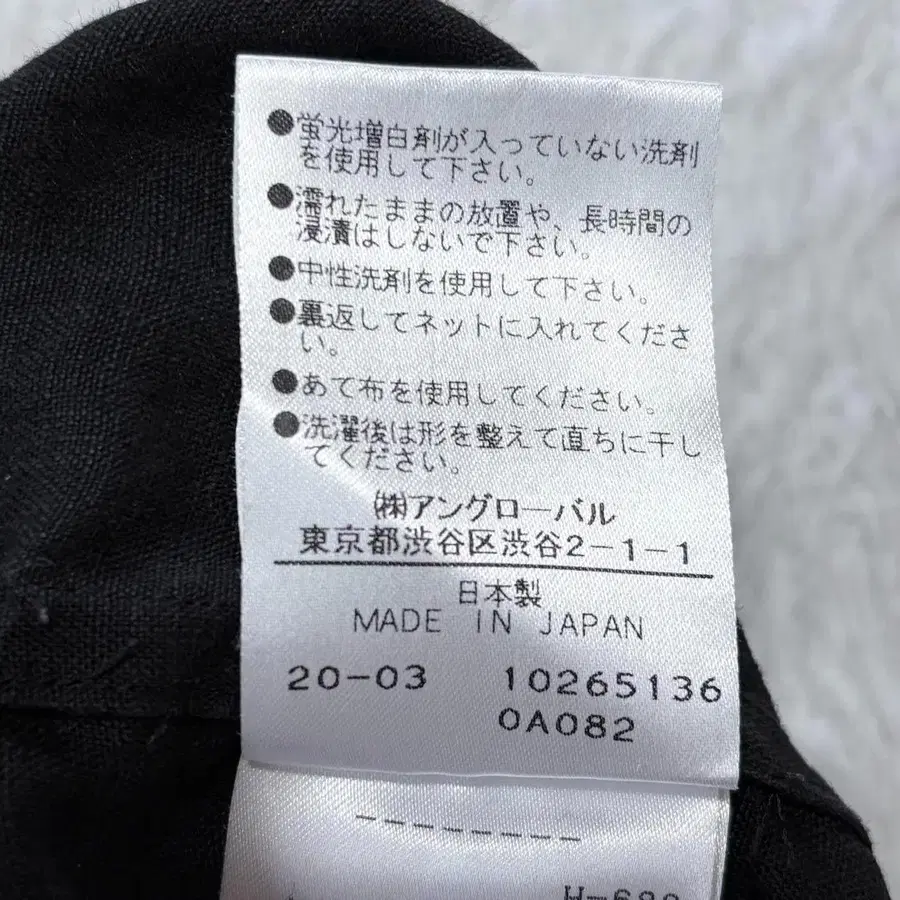 ●蛍光増白剤が入っていない洗剤
を使用して下さい。
●濡れたままの放置や、長時間の
浸漬はしないで下さい。
●中性洗剤を使用して下さい。
●裏返してネットに入れてくださ
い。
●あて布を使用してください。
●洗濯後は形を整えて直ちに干し
てください。
㈱アングローバル
東京都渋谷区渋谷2-1-1
日本製
MADE IN JAPAN
20-03 10265136
0A082
--------